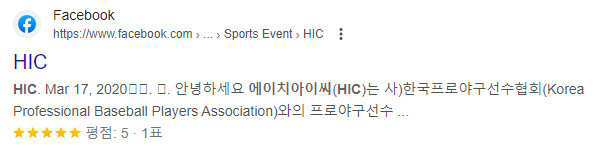 Facebook
https://www.facebook.com › ... › Sports Event › HIC
HIC
HIC. Mar 17, 2020. . 안녕하세요 에이치아이씨(HIC)는 사)한국프로야구선수협회(Korea
Professional Baseball Players Association)와의 프로야구선수 ...
평점: 5 · 1표